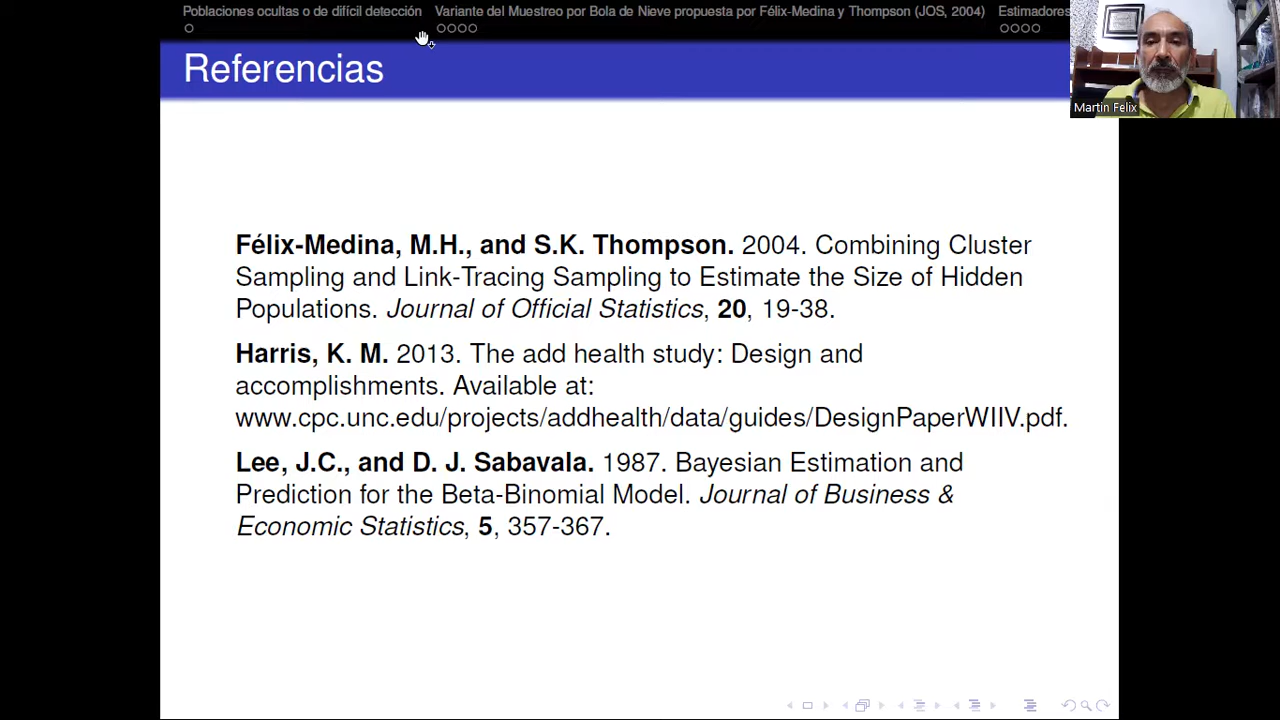 Poblaciones ocultas o de difícil detección
Variante del Muestreo por Bola de Nieve propuesta por Félix-Medina y Thompson (JOS, 2004)
Estimadores
Referencias
Martin Felix
Félix-Medina, M.H., and S.K. Thompson. 2004. Combining Cluster
Sampling and Link-Tracing Sampling to Estimate the Size of Hidden
Populations. Journal of Official Statistics, 20, 19-38.
Harris, K. M. 2013. The add health study: Design and
accomplishments. Available at:
www.cpc.unc.edu/projects/addhealth/data/guides/DesignPaperWIIV.pdf.
Lee, J.C., and D. J. Sabavala. 1987. Bayesian Estimation and
Prediction for the Beta-Binomial Model. Journal of Business &
Economic Statistics, 5, 357-367.